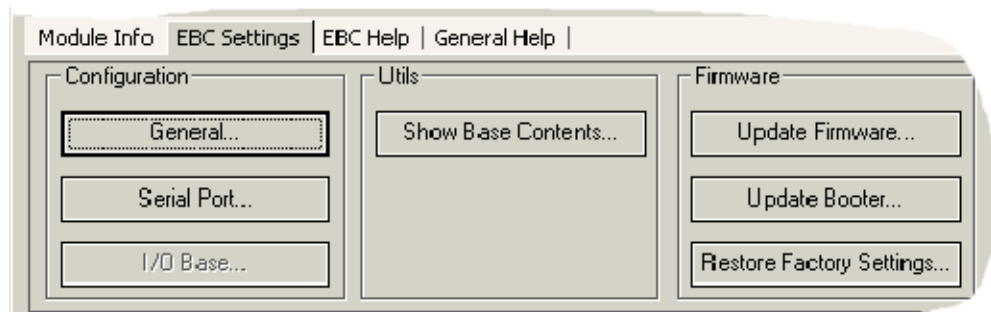 Module Info EBC Settings EBC Help General Help
Configuration
General...
Serial Port...
I/O Base...
Utils
Show Base Contents...
Firmware
Update Firmware...
Update Booter...
Restore Factory Settings...